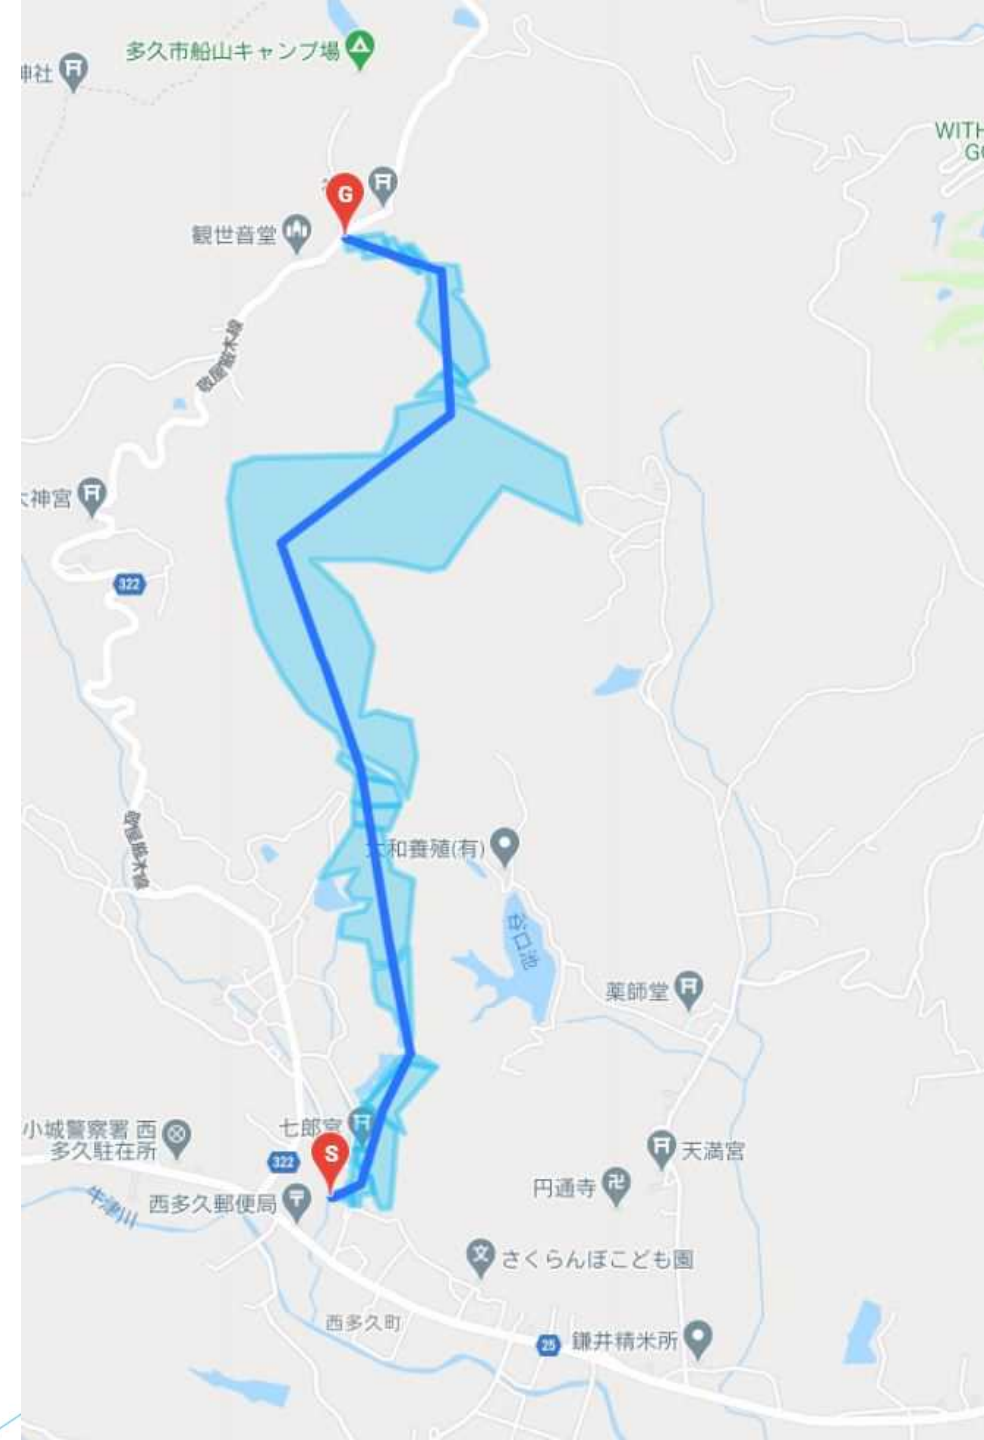 多久市船山キャンプ場
神社
WITH
G
G
観世音堂
322
大和養殖(有)
谷口池
薬師堂
小城警察署 西
多久駐在所
七郎宮
S
322
天満宮
円通寺
西多久郵便局
牛津川
さくらんぼこども園
西多久町
25
鎌井精米所